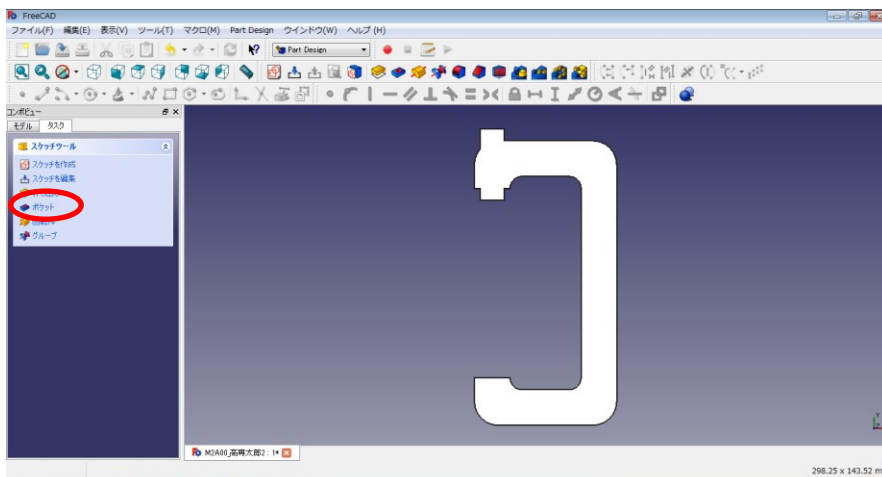 FreeCAD
ファイル(F) 編集(E) 表示(V) ツール(T) マクロ(M) Part Design ウインドウ(W) ヘルプ(H)
Part Design
コンボビュー
モデル タスク
スケッチツール
スケッチを作成
スケッチを編集
ポケット
グループ
M2A00_高専太郎2 : 1*
Y
Z
298.25 x 143.52 m